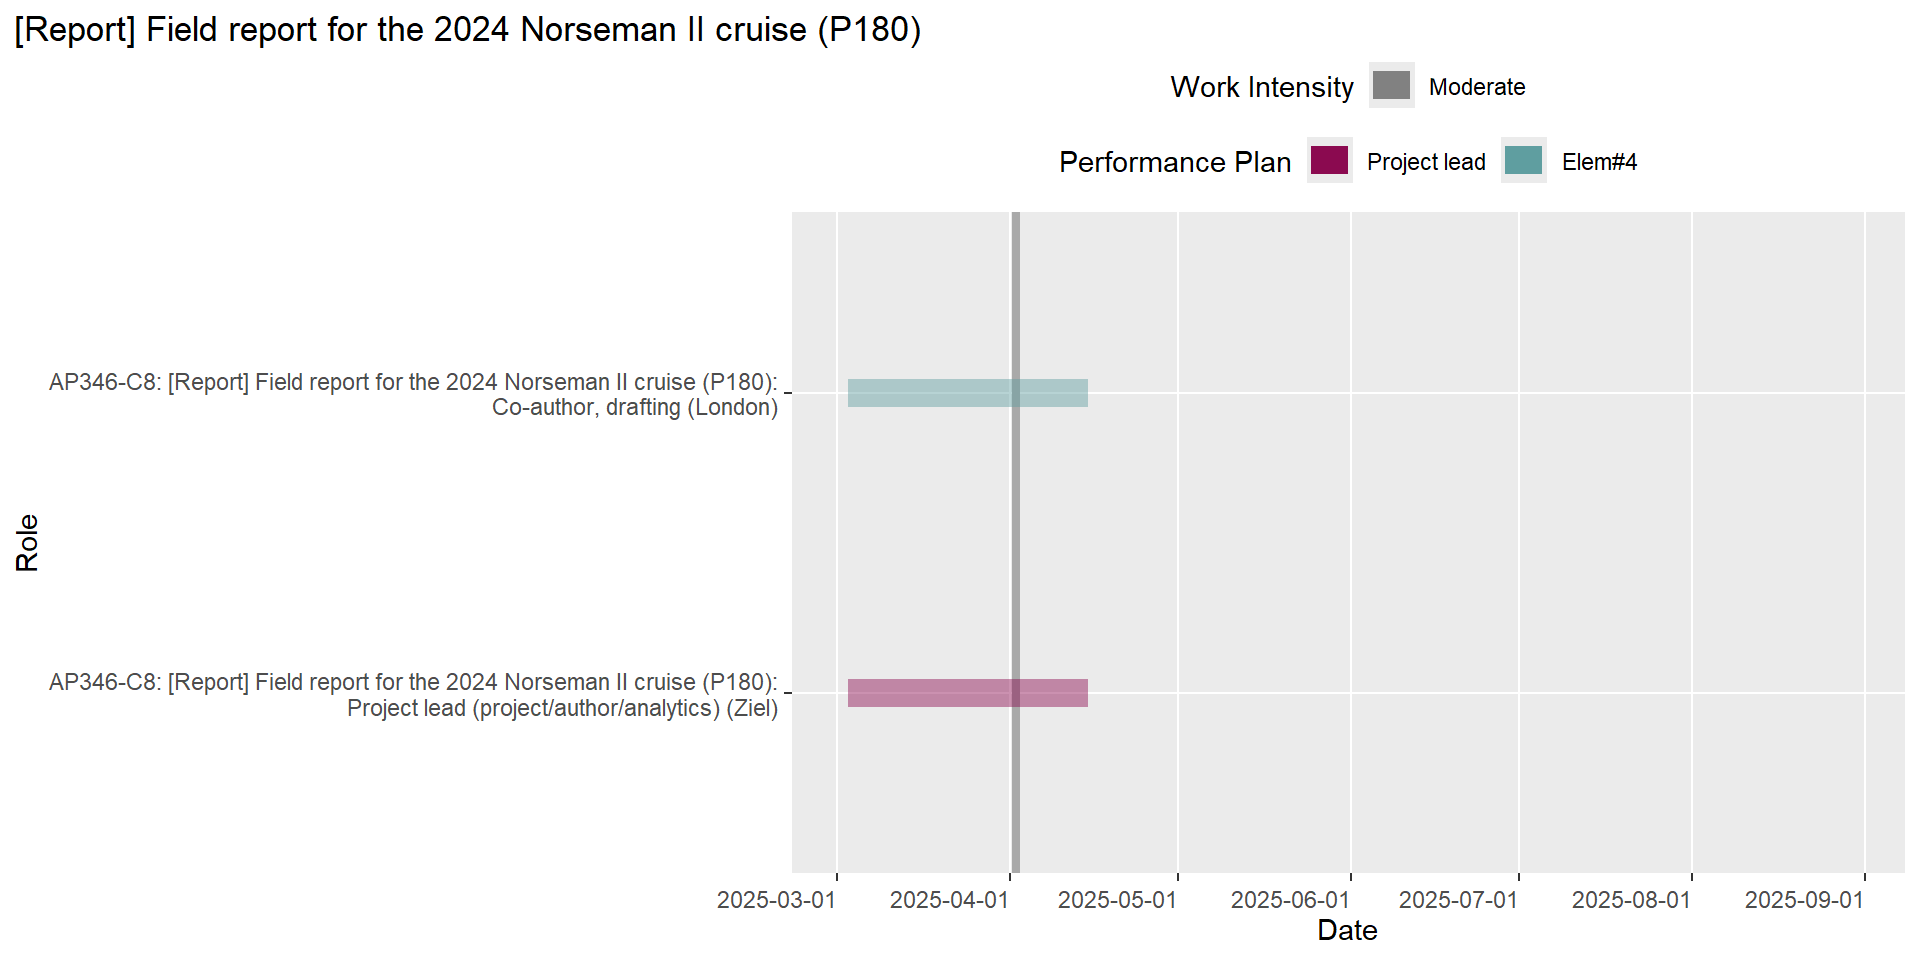 [Report] Field report for the 2024 Norseman II cruise (P180)
Work Intensity Moderate
Performance Plan Project lead Elem#4
AP346-C8: [Report] Field report for the 2024 Norseman II cruise (P180):
Co-author, drafting (London)
Role
AP346-C8: [Report] Field report for the 2024 Norseman II cruise (P180):
Project lead (project/author/analytics) (Ziel)
2025-03-01 2025-04-01 2025-05-01 2025-06-01 2025-07-01 2025-08-01 2025-09-01
Date